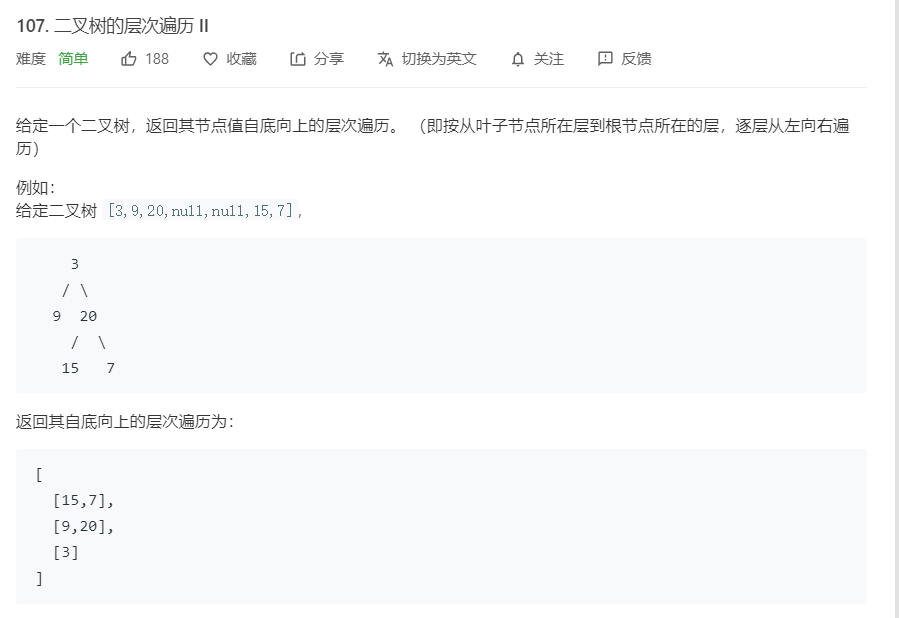 107. 二叉树的层次遍历 II
难度 简单 188 收藏 分享 切换为英文 关注 反馈
给定一个二叉树，返回其节点值自底向上的层次遍历。 （即按从叶子节点所在层到根节点所在的层，逐层从左向右遍
历）
例如：
给定二叉树 [3,9,20,null,null,15,7],
3
/ \
9 20
/ \
15 7
返回其自底向上的层次遍历为：
[
[15,7],
[9,20],
[3]
]